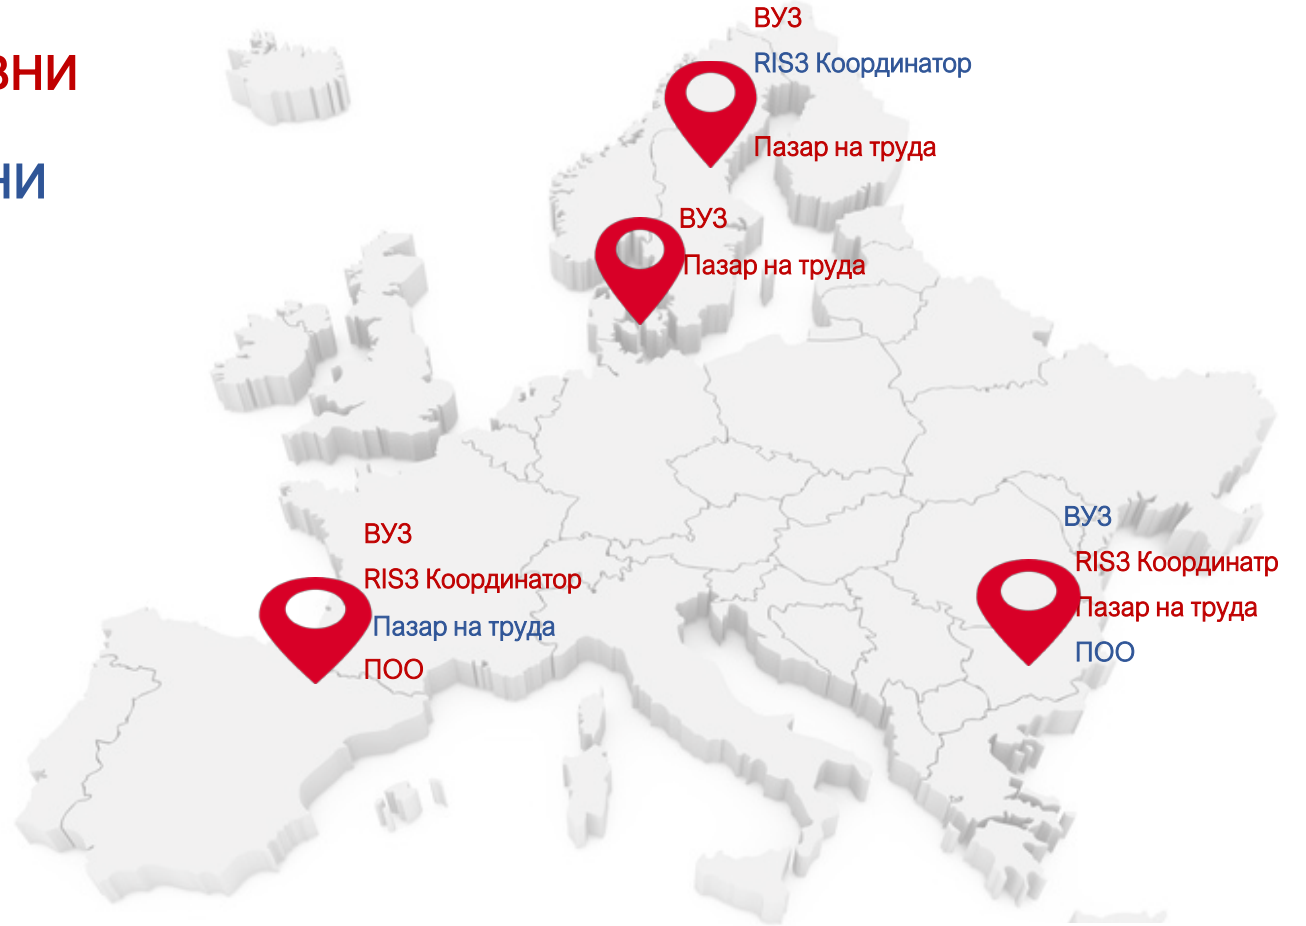 ВУЗ
RIS3 Координатор
Пазар на труда
ВУЗ
Пазар на труда
ВУЗ
RIS3 Координатор
Пазар на труда
ПОО
ВУЗ
RIS3 Координатр
Пазар на труда
ПОО